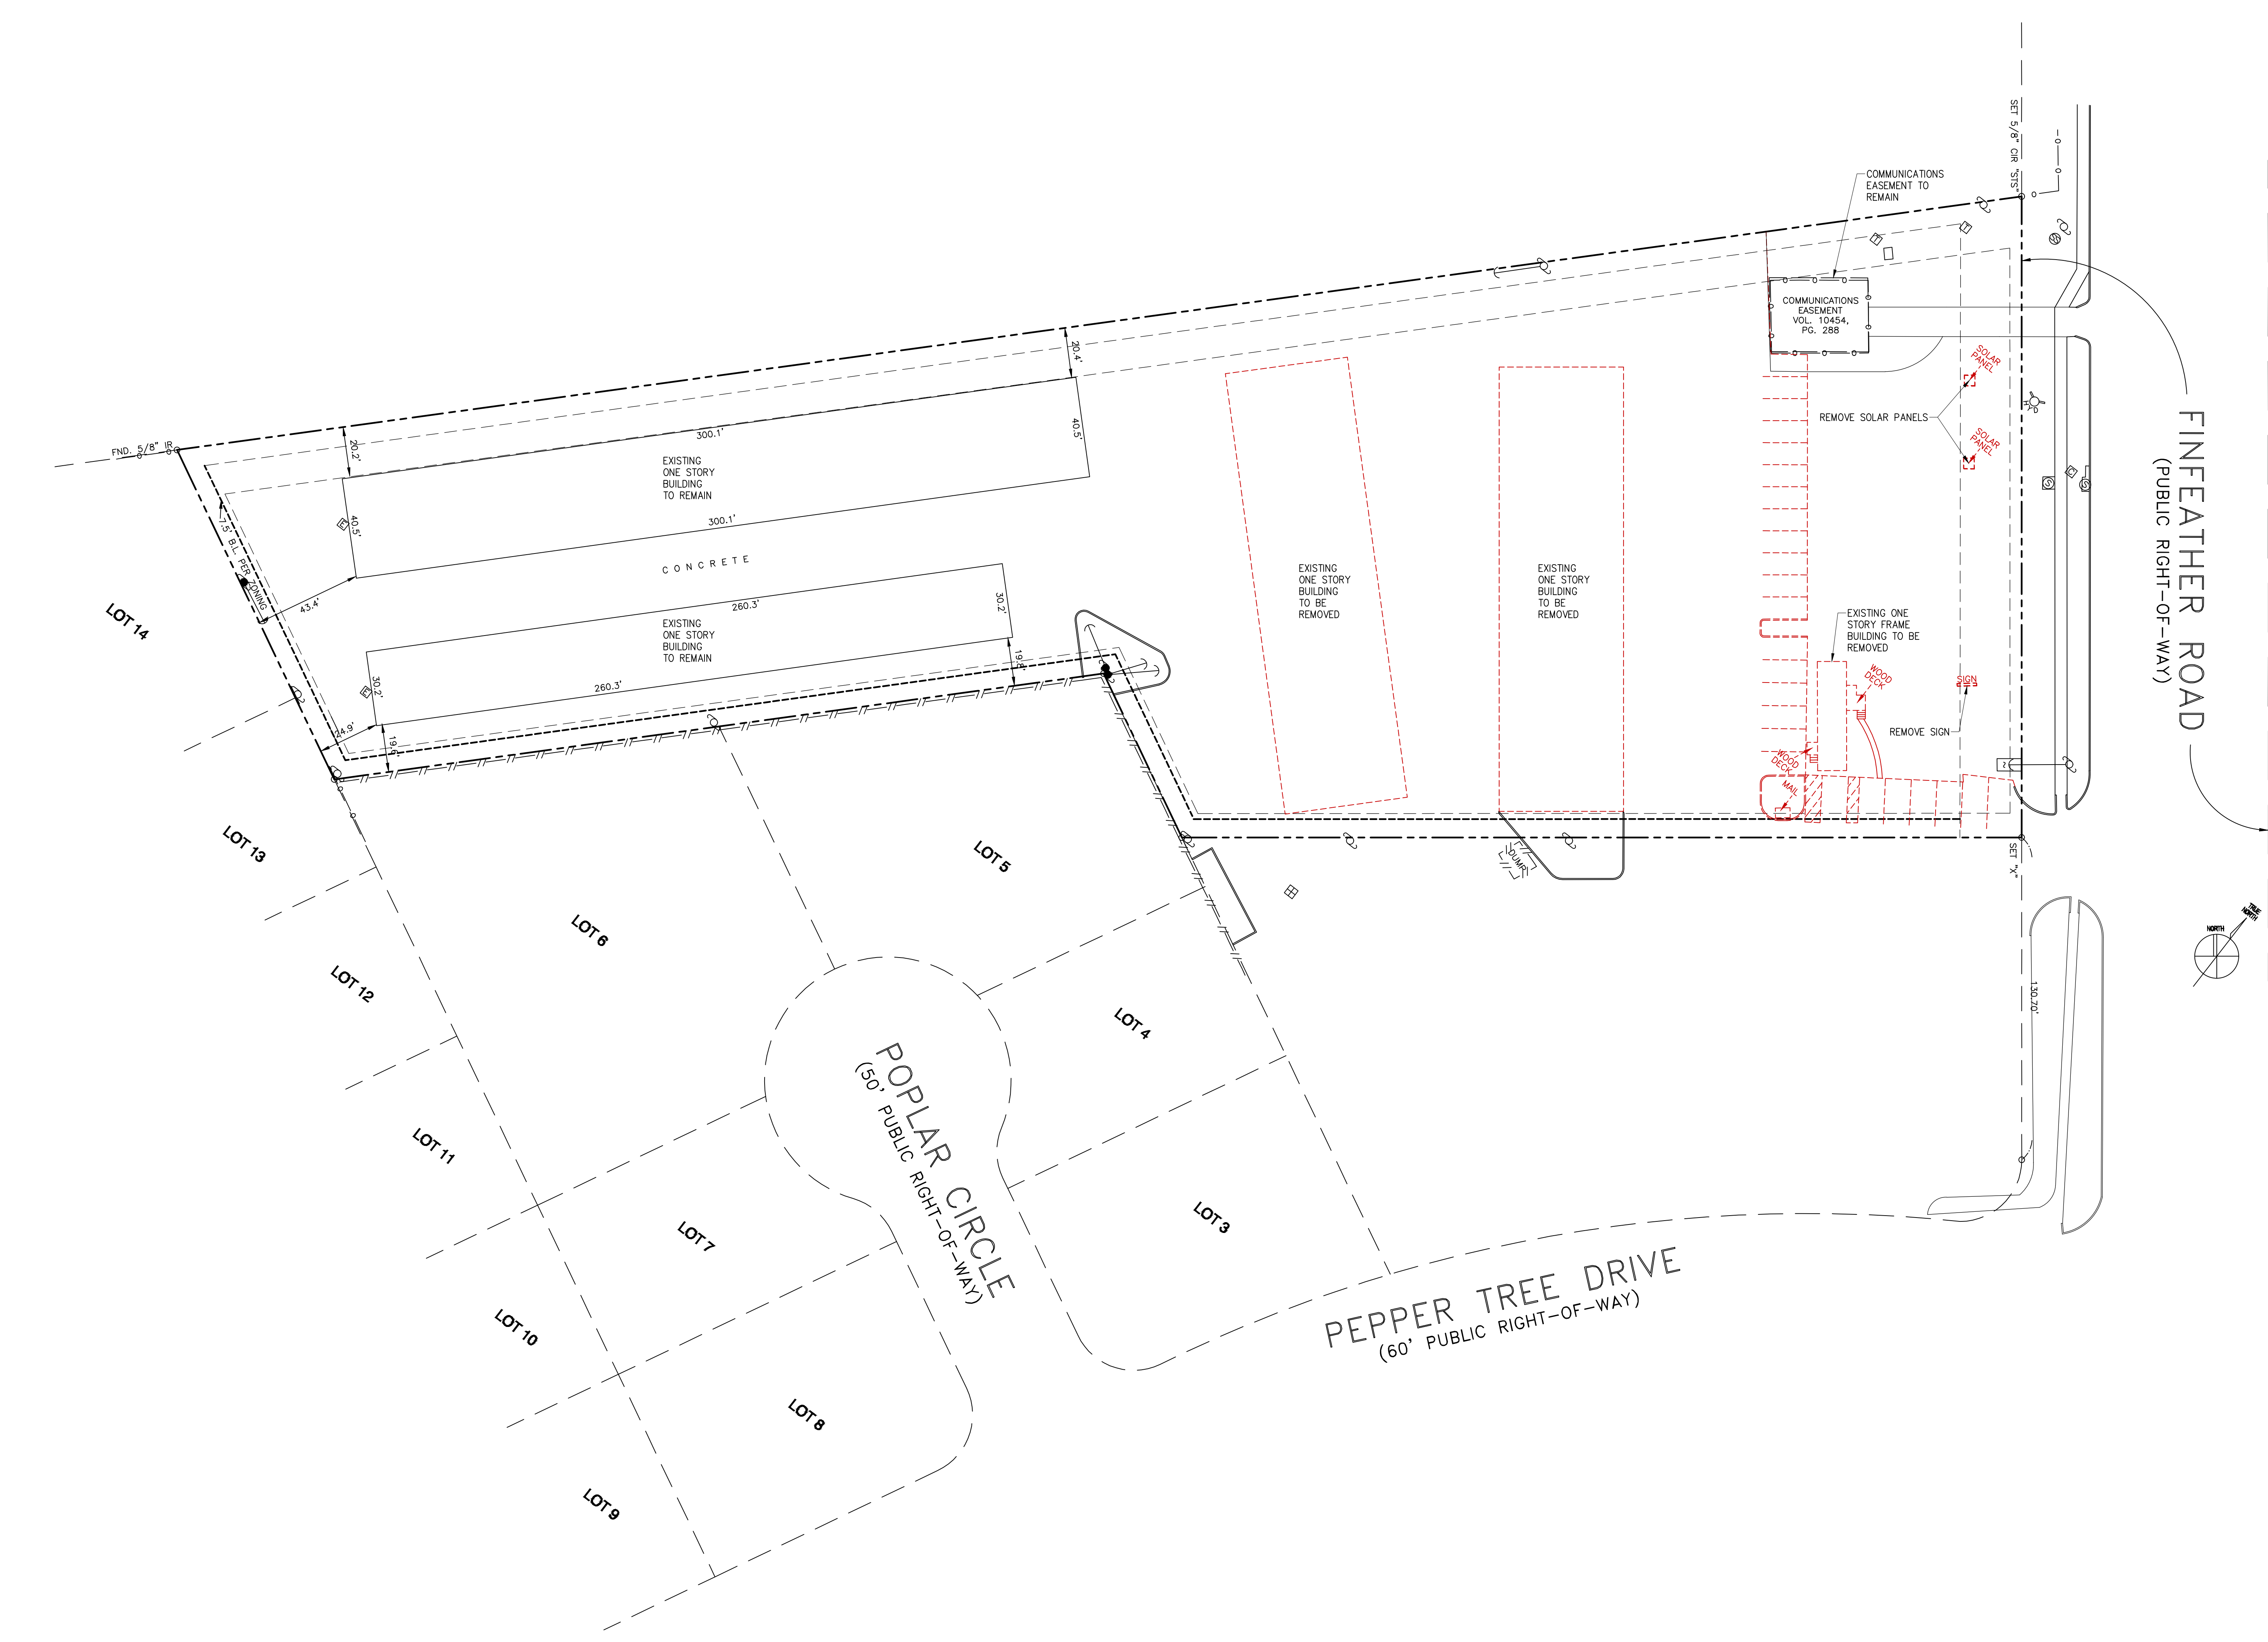 SET 5/8" CIR "STS"
COMMUNICATIONS
EASEMENT TO
REMAIN
COMMUNICATIONS
EASEMENT
VOL. 10454,
PG. 288
T
T
SOLAR
PANEL
SOLAR
PANEL
REMOVE SOLAR PANELS
FINFEATHER ROAD
(PUBLIC RIGHT-OF-WAY)
S
C
S
FND. 5/8" IR
20.4'
20.2'
300.1'
40.5'
EXISTING
ONE STORY
BUILDING
TO REMAIN
40.5'
300.1'
E
7.5' B.L. PER ZONING
43.4'
CONCRETE
260.3'
30.2'
EXISTING
ONE STORY
BUILDING
TO REMAIN
19.8'
30.2'
E
260.3'
24.9'
19.6'
EXISTING
ONE STORY
BUILDING
TO BE
REMOVED
EXISTING
ONE STORY
BUILDING
TO BE
REMOVED
EXISTING ONE
STORY FRAME
BUILDING TO BE
REMOVED
WOOD
DECK
SIGN
REMOVE SIGN
WOOD
DECK
MAIL
DUMP
SET "X"
TRUE
NORTH
NORTH
130.70'
LOT 14
LOT 13
LOT 12
LOT 11
LOT 10
LOT 9
LOT 6
LOT 5
LOT 4
LOT 3
LOT 7
LOT 8
POPLAR CIRCLE
(50' PUBLIC RIGHT-OF-WAY)
PEPPER TREE DRIVE
(60' PUBLIC RIGHT-OF-WAY)